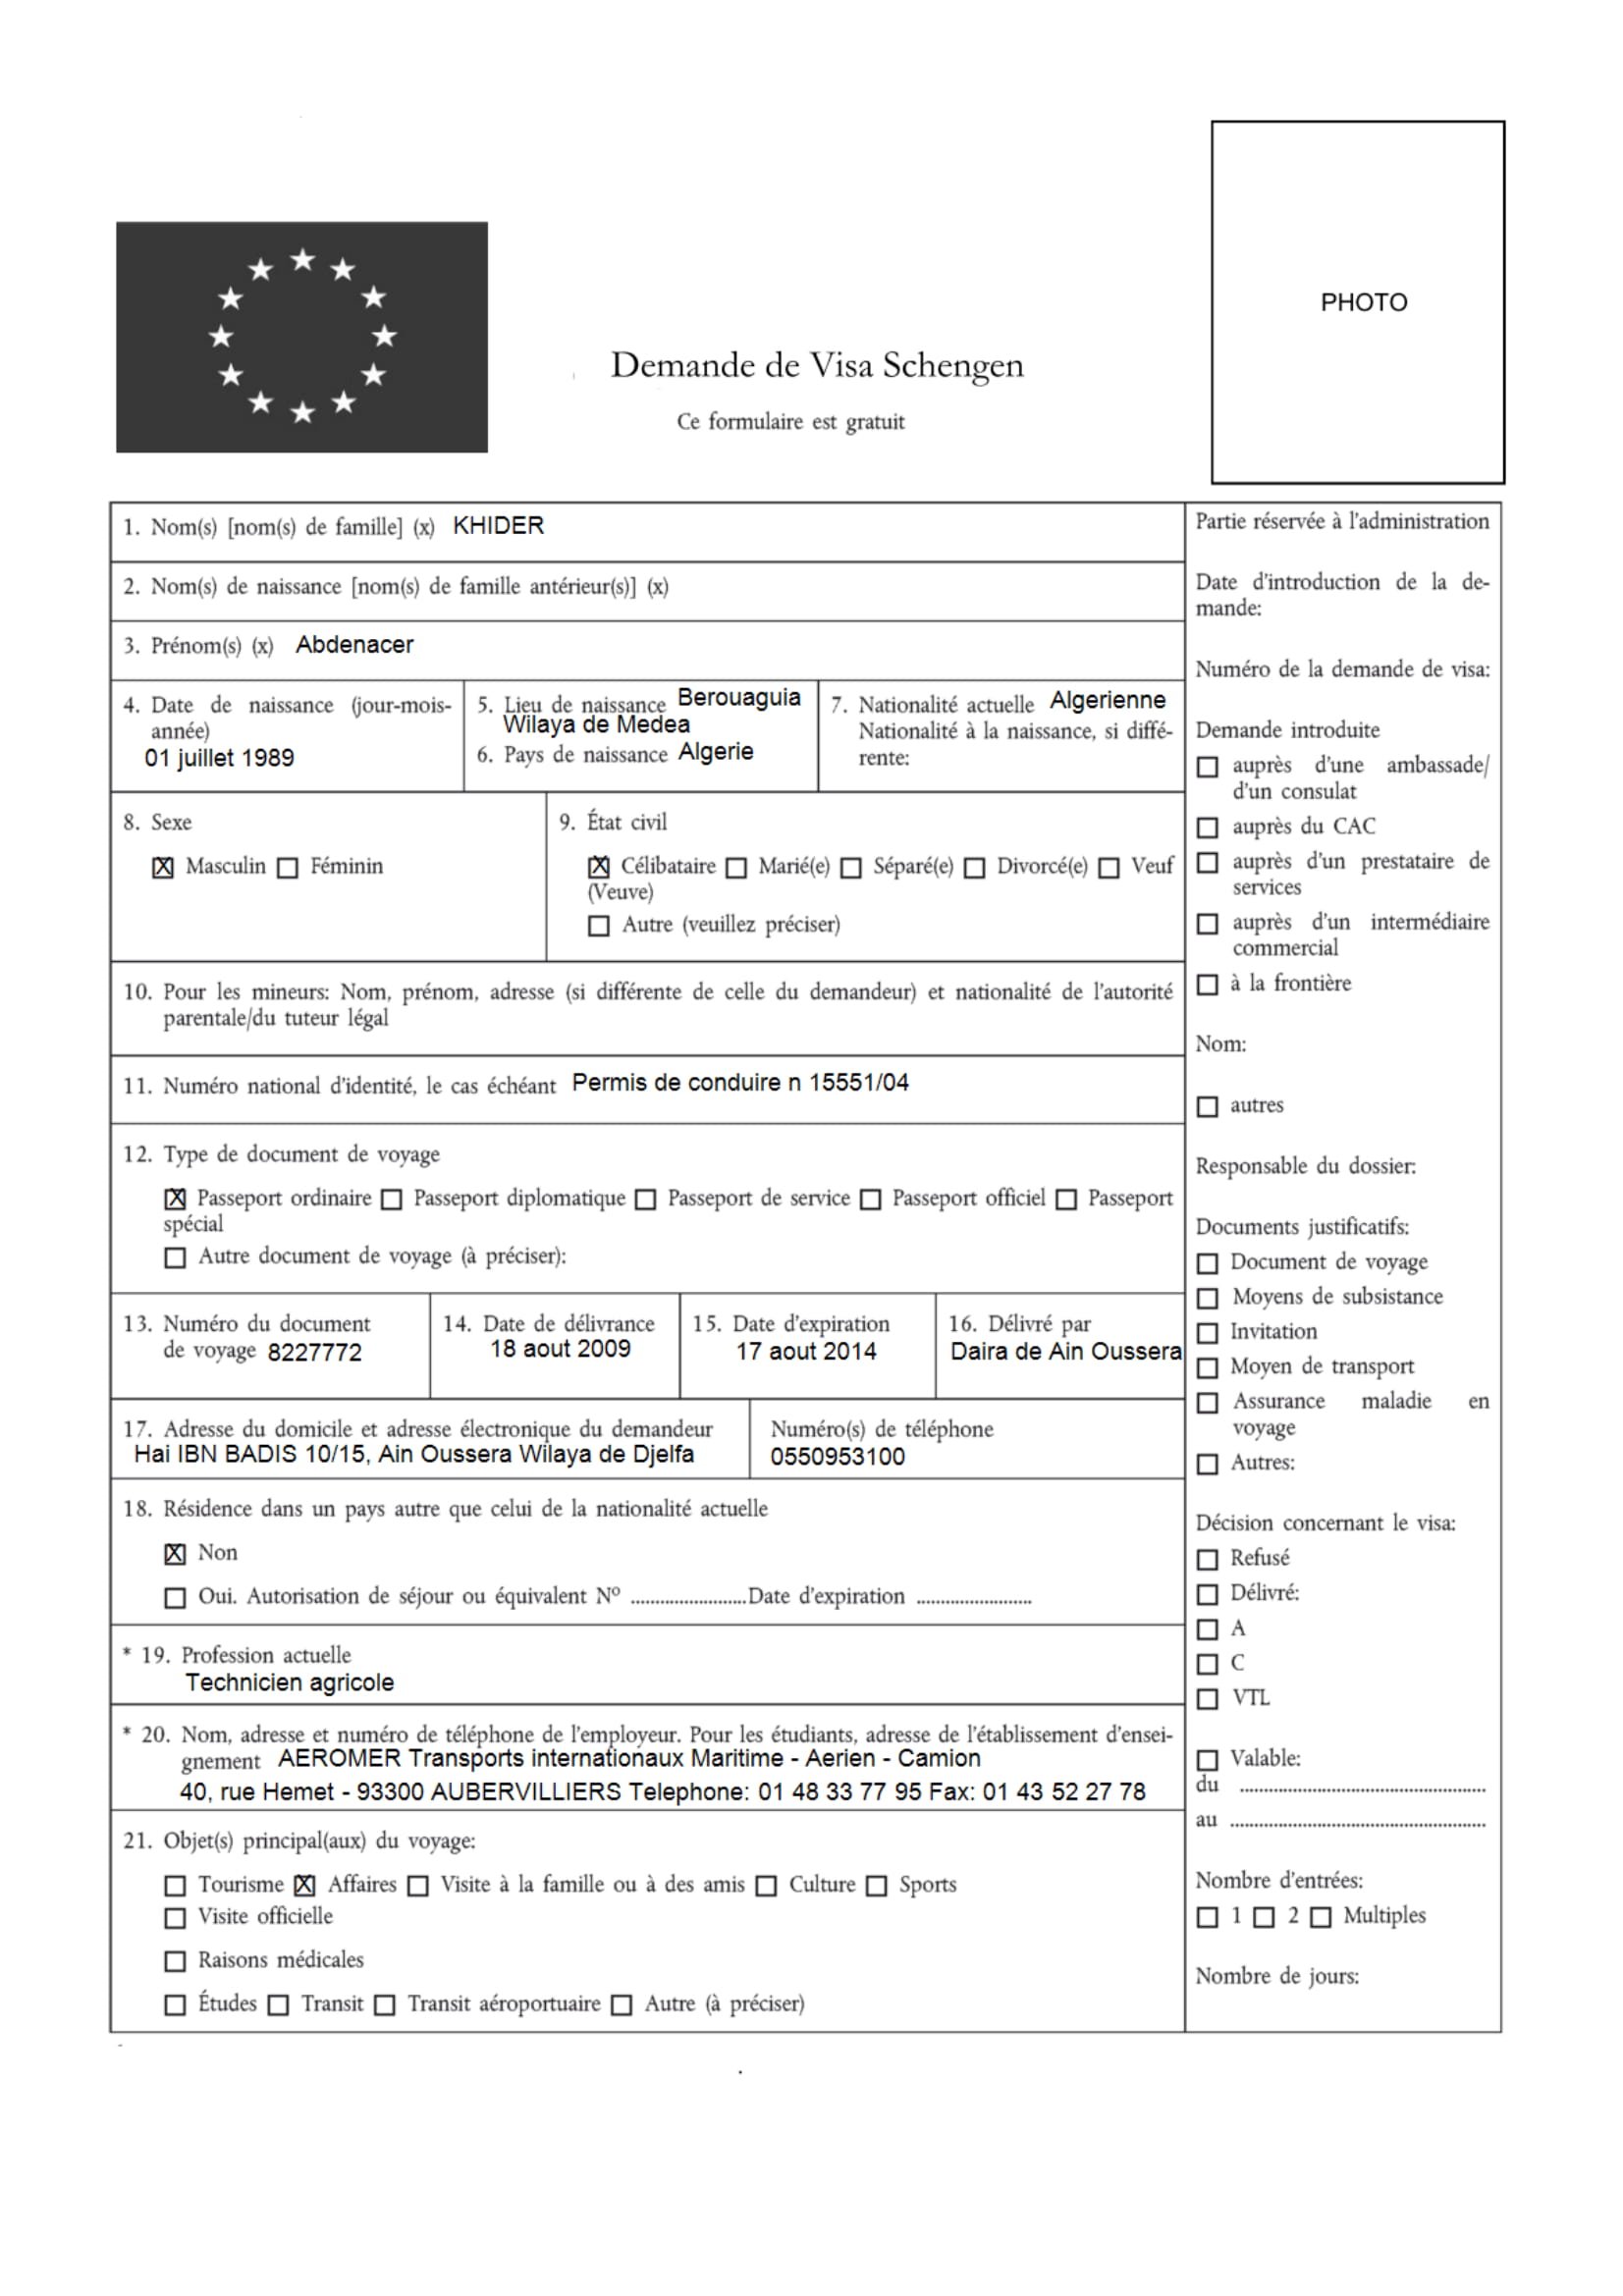 PHOTO
Demande de Visa Schengen
Ce formulaire est gratuit
1. Nom(s) [nom(s) de famille] (x) KHIDER
2. Nom(s) de naissance [nom(s) de famille antérieur(s)] (x)
3. Prénom(s) (x) Abdenacer
4. Date de naissance (jour-mois-
année)
01 juillet 1989
5. Lieu de naissance Berouaguia
Wilaya de Medea
6. Pays de naissance Algerie
7. Nationalité actuelle Algerienne
Nationalité à la naissance, si diffé-
rente:
8. Sexe
☒ Masculin ☐ Féminin
9. État civil
☒ Célibataire ☐ Marié(e) ☐ Séparé(e) ☐ Divorcé(e) ☐ Veuf
(Veuve)
☐ Autre (veuillez préciser)
10. Pour les mineurs: Nom, prénom, adresse (si différente de celle du demandeur) et nationalité de l'autorité
parentale/du tuteur légal
11. Numéro national d'identité, le cas échéant Permis de conduire n 15551/04
12. Type de document de voyage
☒ Passeport ordinaire ☐ Passeport diplomatique ☐ Passeport de service ☐ Passeport officiel ☐ Passeport
spécial
☐ Autre document de voyage (à préciser):
13. Numéro du document
de voyage 8227772
14. Date de délivrance
18 aout 2009
15. Date d'expiration
17 aout 2014
16. Délivré par
Daira de Ain Oussera
17. Adresse du domicile et adresse électronique du demandeur
Hai IBN BADIS 10/15, Ain Oussera Wilaya de Djelfa
Numéro(s) de téléphone
0550953100
18. Résidence dans un pays autre que celui de la nationalité actuelle
☒ Non
☐ Oui. Autorisation de séjour ou équivalent Nº .......................Date d'expiration .......................
* 19. Profession actuelle
Technicien agricole
* 20. Nom, adresse et numéro de téléphone de l'employeur. Pour les étudiants, adresse de l'établissement d'ensei-
gnement AEROMER Transports internationaux Maritime - Aerien - Camion
40, rue Hemet - 93300 AUBERVILLIERS Telephone: 01 48 33 77 95 Fax: 01 43 52 27 78
21. Objet(s) principal(aux) du voyage:
☐ Tourisme ☒ Affaires ☐ Visite à la famille ou à des amis ☐ Culture ☐ Sports
☐ Visite officielle
☐ Raisons médicales
☐ Études ☐ Transit ☐ Transit aéroportuaire ☐ Autre (à préciser)
Partie réservée à l'administration
Date d'introduction de la de-
mande:
Numéro de la demande de visa:
Demande introduite
☐ auprès d'une ambassade/
d'un consulat
☐ auprès du CAC
☐ auprès d'un prestataire de
services
☐ auprès d'un intermédiaire
commercial
☐ à la frontière
Nom:
☐ autres
Responsable du dossier:
Documents justificatifs:
☐ Document de voyage
☐ Moyens de subsistance
☐ Invitation
☐ Moyen de transport
☐ Assurance maladie en
voyage
☐ Autres:
Décision concernant le visa:
☐ Refusé
☐ Délivré:
☐ A
☐ C
☐ VTL
☐ Valable:
du ..................................................
au ..................................................
Nombre d'entrées:
☐ 1 ☐ 2 ☐ Multiples
Nombre de jours: